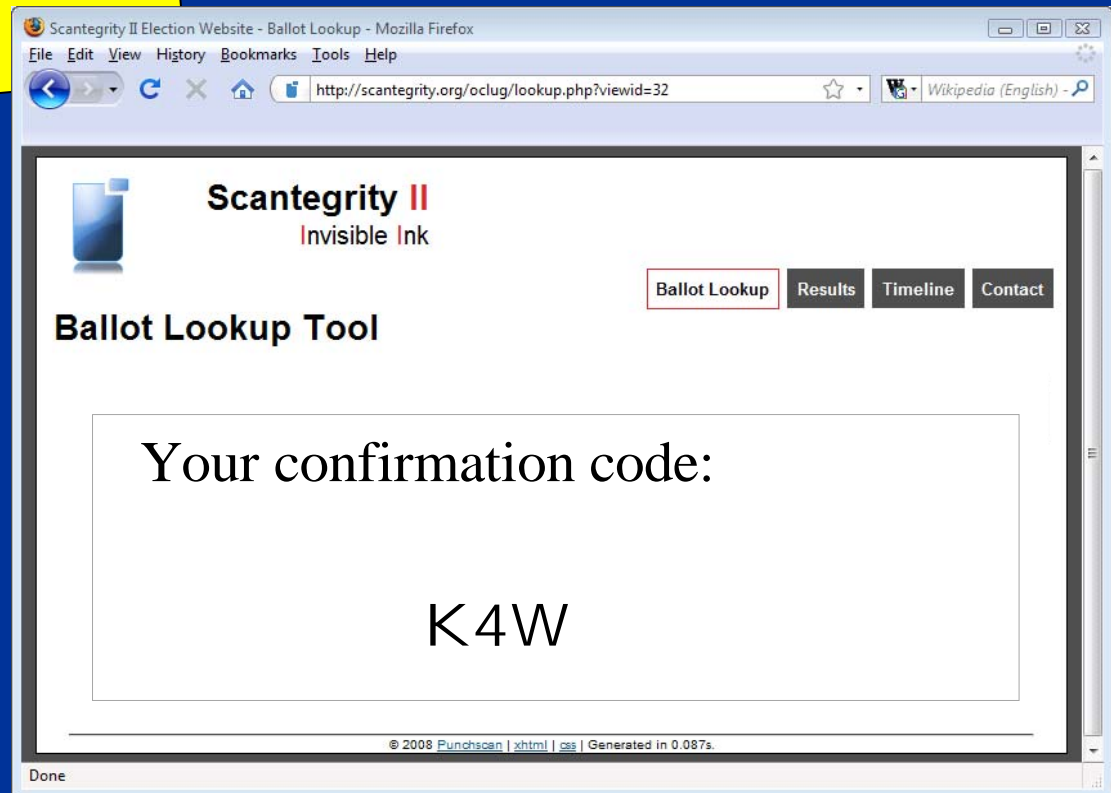 Scantegrity II Election Website - Ballot Lookup - Mozilla Firefox
File Edit View History Bookmarks Tools Help
http://scantegrity.org/oclug/lookup.php?viewid=32 Wikipedia (English) -
Scantegrity II
Invisible Ink
Ballot Lookup Results Timeline Contact
Ballot Lookup Tool
Your confirmation code:
K4W
© 2008 Punchscan | xhtml | css | Generated in 0.087s.
Done